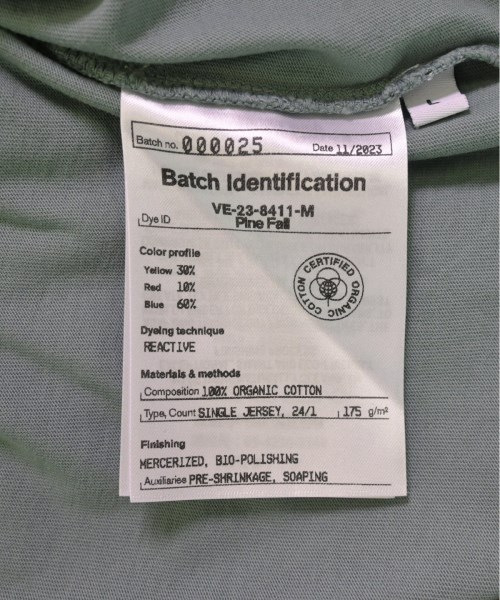 Batch no. 000025 Date 11/2023
Batch Identification
VE-23-8411-M
Dye ID Pine Fall
Color profile
Yellow 30%
Red 10%
Blue 60%
CERTIFIED ORGANIC COTTON
Dyeing technique
REACTIVE
Materials & methods
Composition 100% ORGANIC COTTON
Type, Count SINGLE JERSEY, 24/1 175 g/m²
Finishing
MERCERIZED, BIO-POLISHING
Auxiliaries PRE-SHRINKAGE, SOAPING